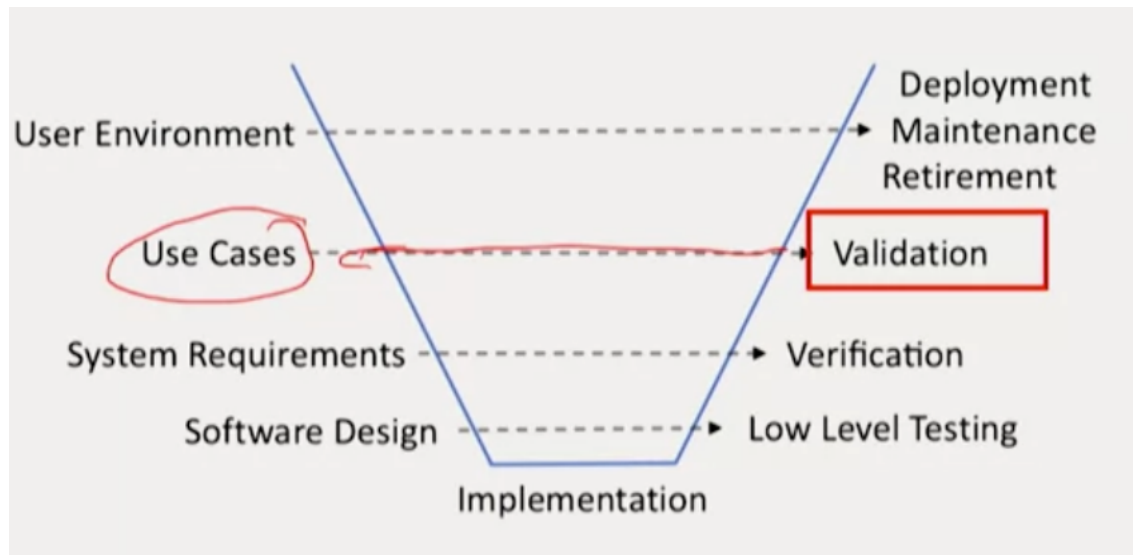 Deployment
User Environment
Maintenance
Retirement
Use Cases
Validation
System Requirements
Verification
Software Design
Low Level Testing
Implementation